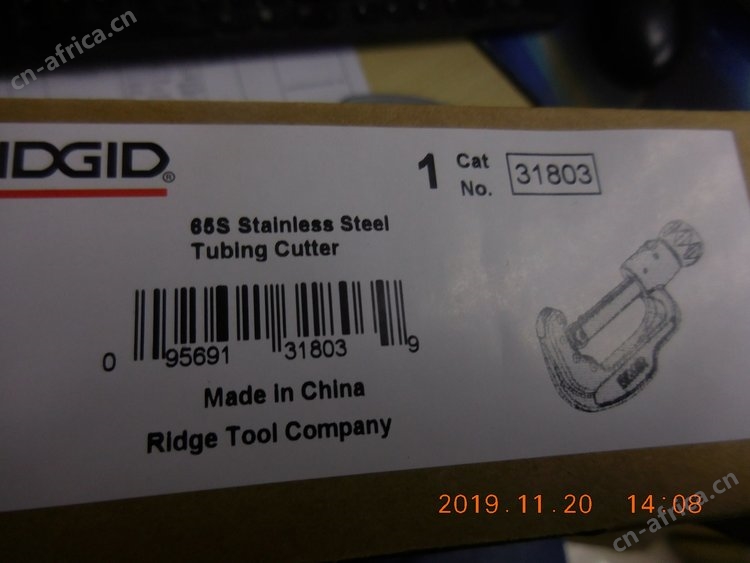 cn-africa.cn
IDGID®
1 Cat No. 31803
65S Stainless Steel
Tubing Cutter
0 95691 31803 9
Made in China
Ridge Tool Company
2019.11.20 14:08
cn-africa.cn